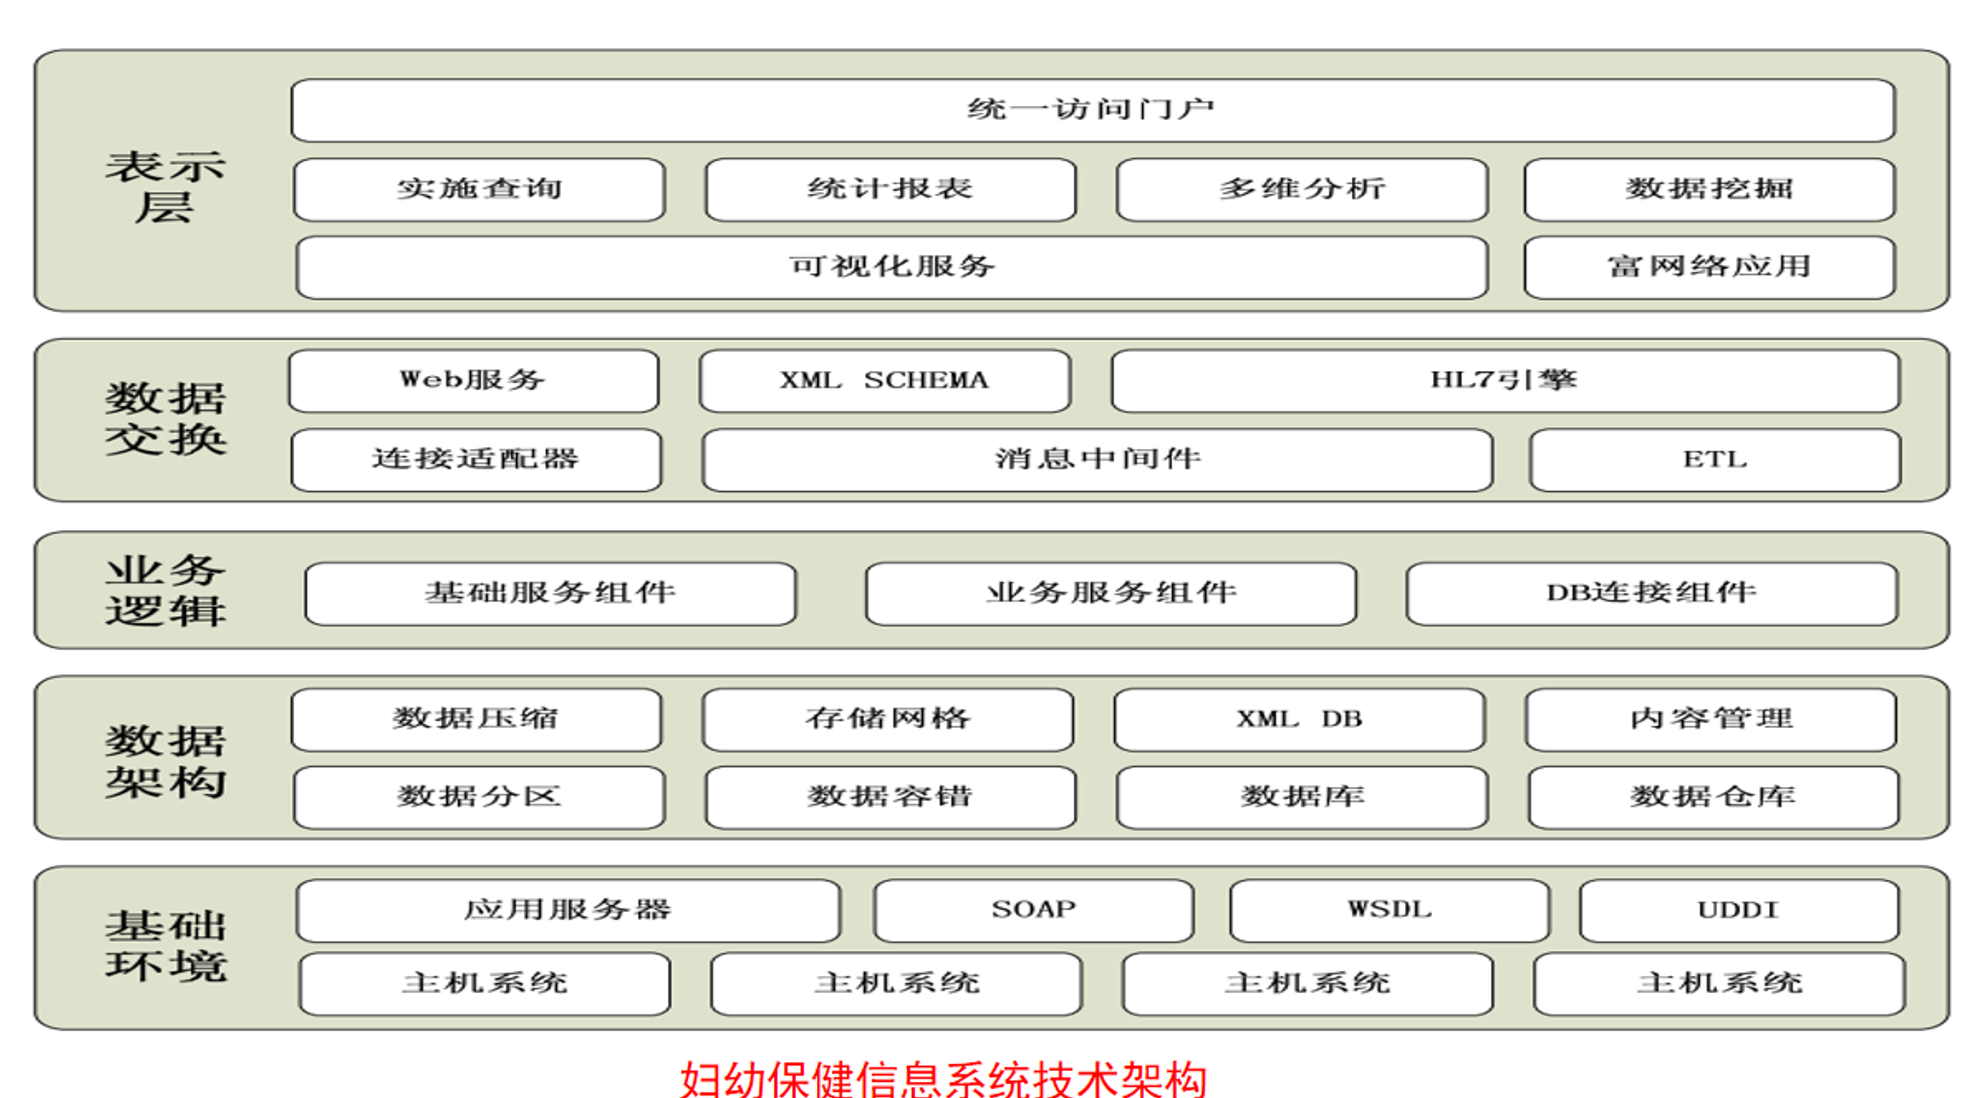 表示
层
统一访问门户
实施查询
统计报表
多维分析
数据挖掘
可视化服务
富网络应用
数据
交换
Web服务
XML SCHEMA
HL7引擎
连接适配器
消息中间件
ETL
业务
逻辑
基础服务组件
业务服务组件
DB连接组件
数据
架构
数据压缩
存储网格
XML DB
内容管理
数据分区
数据容错
数据库
数据仓库
基础
环境
应用服务器
SOAP
WSDL
UDDI
主机系统
主机系统
主机系统
主机系统
妇幼保健信息系统技术架构